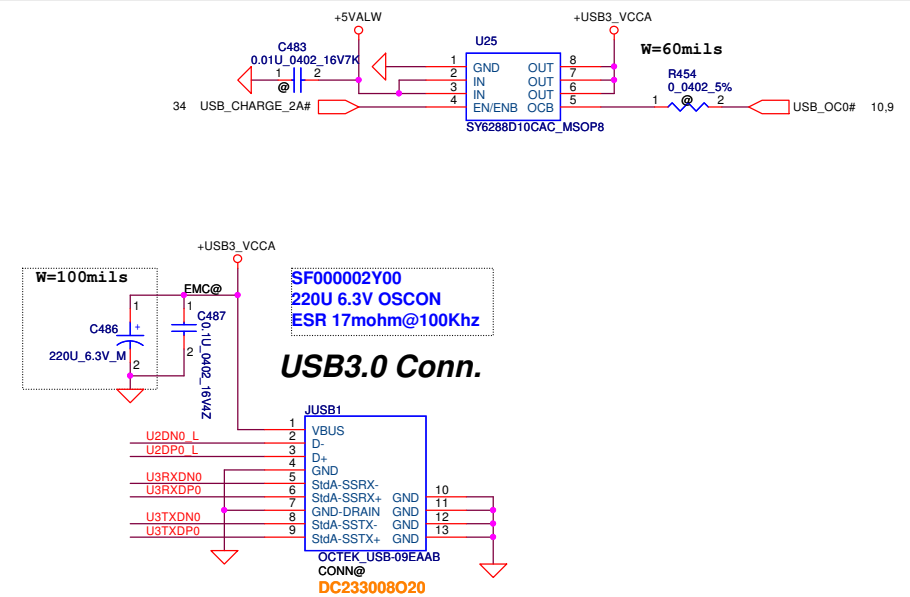 +5VALW
+USB3_VCCA
U25
W=60mils
C483
0.01U_0402_16V7K
1 2
@
1 GND OUT 8
2 IN OUT 7
3 IN OUT 6
4 EN/ENB OCB 5
R454
0_0402_5%
1 @ 2
34 USB_CHARGE_2A#
USB_OC0# 10,9
SY6288D10CAC_MSOP8
+USB3_VCCA
W=100mils
EMC@
SF000002Y00
220U 6.3V OSCON
ESR 17mohm@100Khz
1
C486
+
220U_6.3V_M
2
1
C487
0.1U_0402_16V4Z
2
USB3.0 Conn.
JUSB1
1 VBUS
U2DN0_L 2 D-
U2DP0_L 3 D+
4 GND
U3RXDN0 5 StdA-SSRX-
U3RXDP0 6 StdA-SSRX+ GND 10
7 GND-DRAIN GND 11
U3TXDN0 8 StdA-SSTX- GND 12
U3TXDP0 9 StdA-SSTX+ GND 13
OCTEK_USB-09EAAB
CONN@
DC233008O20